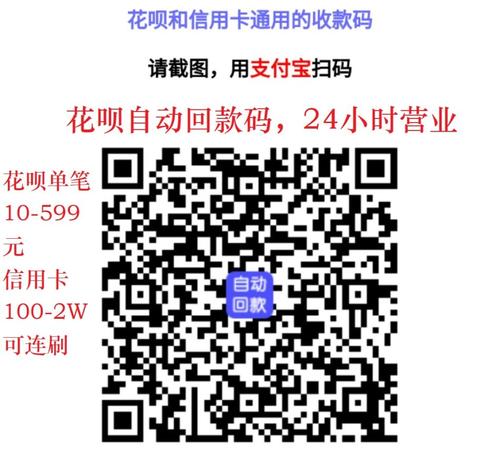 花呗和信用卡通用的收款码
请截图，用支付宝扫码
花呗自动回款码，24小时营业
花呗单笔
10-599
元
信用卡
100-2W
可连刷
自动
回款